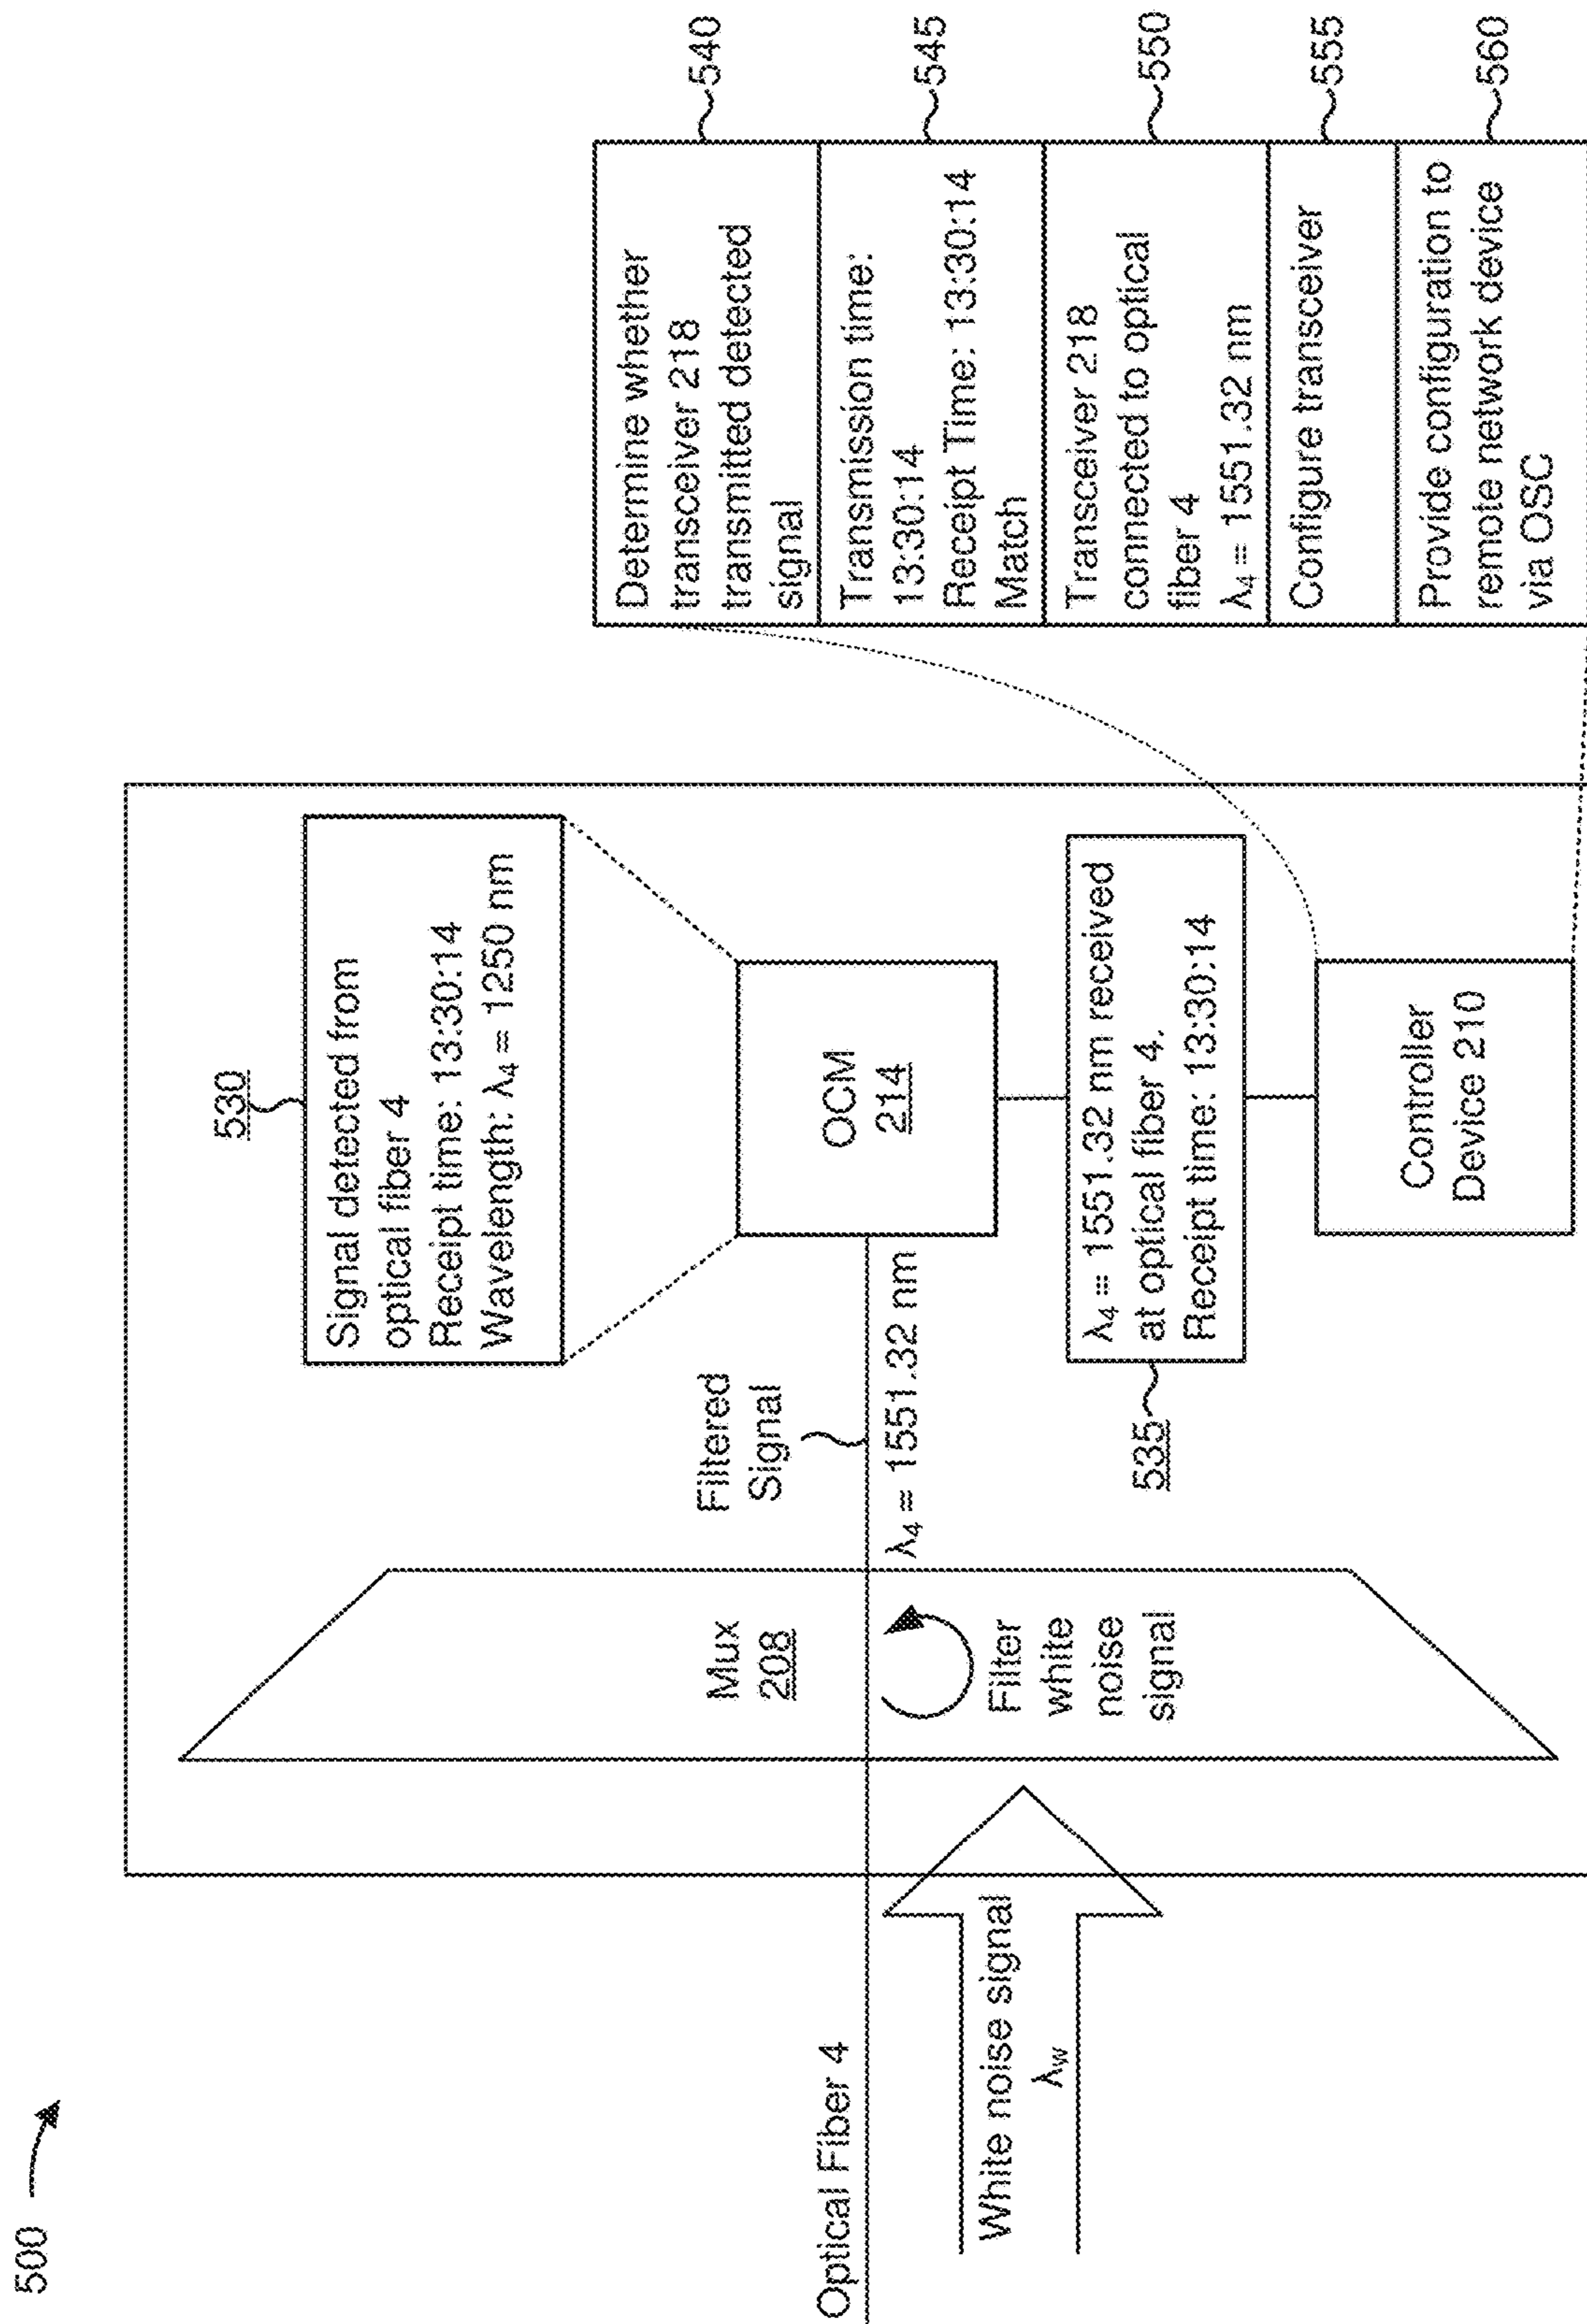 500
Optical Fiber 4
White noise signal
λw
Mux
208
Filter
white
noise
signal
Filtered
Signal
λ4 = 1551.32 nm
530
Signal detected from
optical fiber 4
Receipt time: 13:30:14
Wavelength: λ4 = 1250 nm
OCM
214
535
λ4 = 1551.32 nm received
at optical fiber 4.
Receipt time: 13:30:14
Controller
Device 210
Determine whether
transceiver 218
transmitted detected
signal
540
Transmission time:
13:30:14
Receipt Time: 13:30:14
Match
545
Transceiver 218
connected to optical
fiber 4
λ4 = 1551.32 nm
550
Configure transceiver
555
Provide configuration to
remote network device
via OSC
560